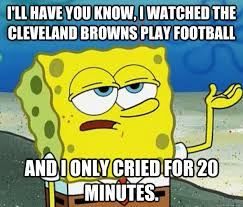 I'LL HAVE YOU KNOW, I WATCHED THE
CLEVELAND BROWNS PLAY FOOTBALL
AND I ONLY CRIED FOR 20
MINUTES.